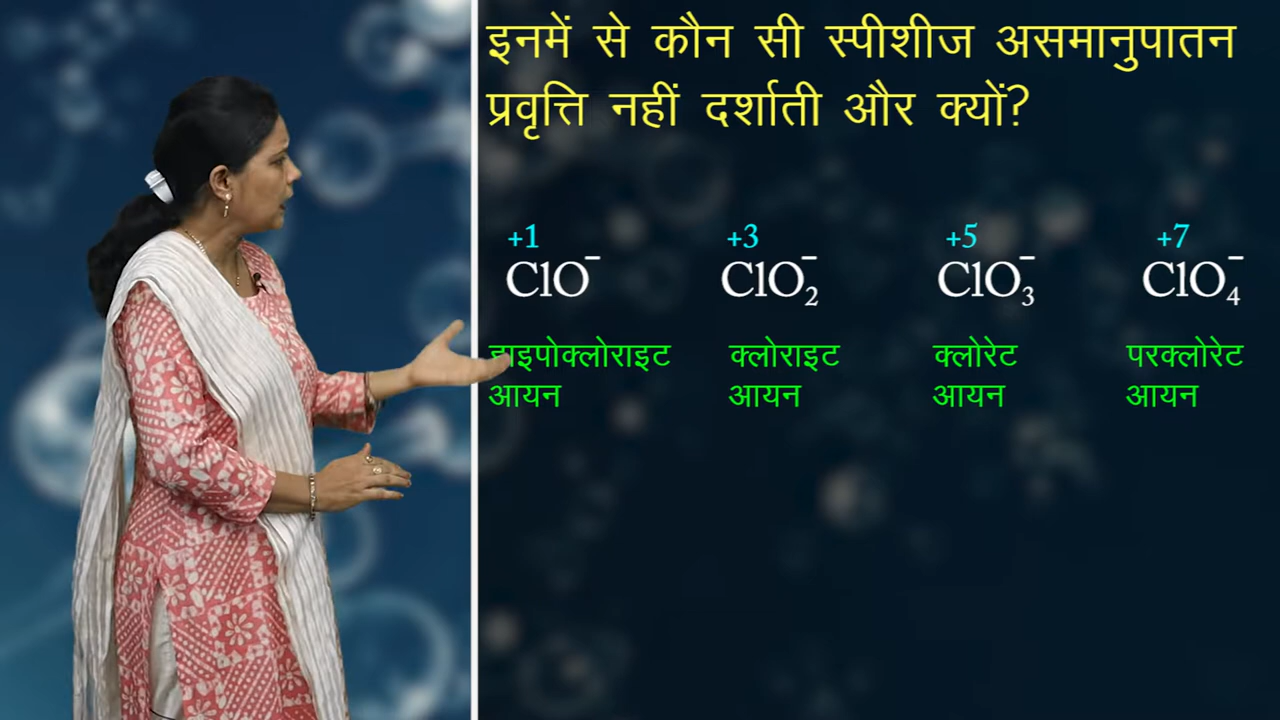 इनमें से कौन सी स्पीशीज असमानुपातन
प्रवृत्ति नहीं दर्शाती और क्यों?
+1 +3 +5 +7
ClO⁻ ClO₂⁻ ClO₃⁻ ClO₄⁻
हाइपोक्लोराइट क्लोराइट क्लोरेट परक्लोरेट
आयन आयन आयन आयन